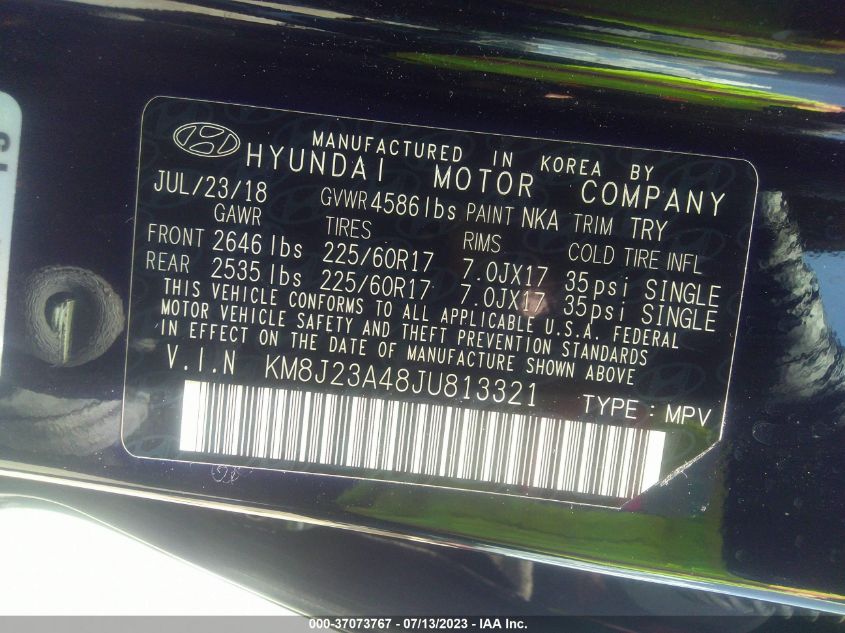 MANUFACTURED IN KOREA BY
HYUNDAI MOTOR COMPANY
JUL/23/18 GVWR 4586 lbs PAINT NKA TRIM TRY
GAWR TIRES RIMS COLD TIRE INFL
FRONT 2646 lbs 225/60R17 7.0JX17 35psi SINGLE
REAR 2535 lbs 225/60R17 7.0JX17 35psi SINGLE
THIS VEHICLE CONFORMS TO ALL APPLICABLE U.S.A. FEDERAL
MOTOR VEHICLE SAFETY AND THEFT PREVENTION STANDARDS
IN EFFECT ON THE DATE OF MANUFACTURE SHOWN ABOVE
V.I.N KM8J23A48JU813321 TYPE : MPV
000-37073767 - 07/13/2023 - IAA Inc.